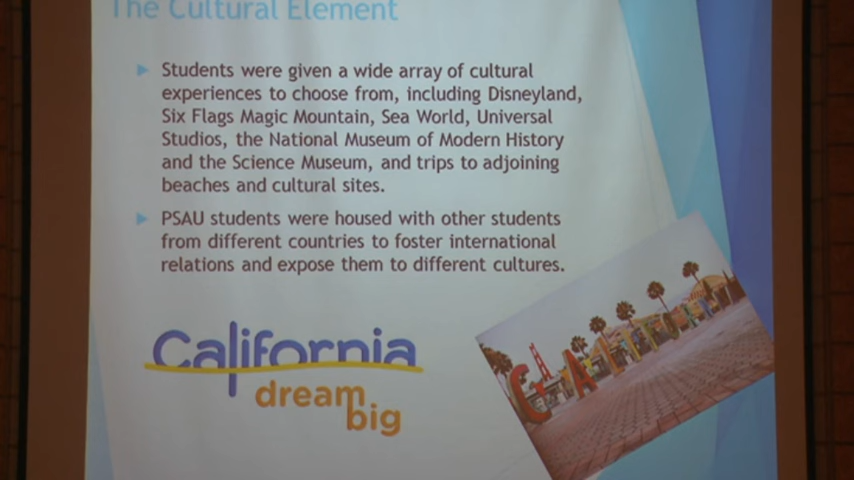 The Cultural Element
Students were given a wide array of cultural
experiences to choose from, including Disneyland,
Six Flags Magic Mountain, Sea World, Universal
Studios, the National Museum of Modern History
and the Science Museum, and trips to adjoining
beaches and cultural sites.
PSAU students were housed with other students
from different countries to foster international
relations and expose them to different cultures.
California
dream
big
CALIFORNIA